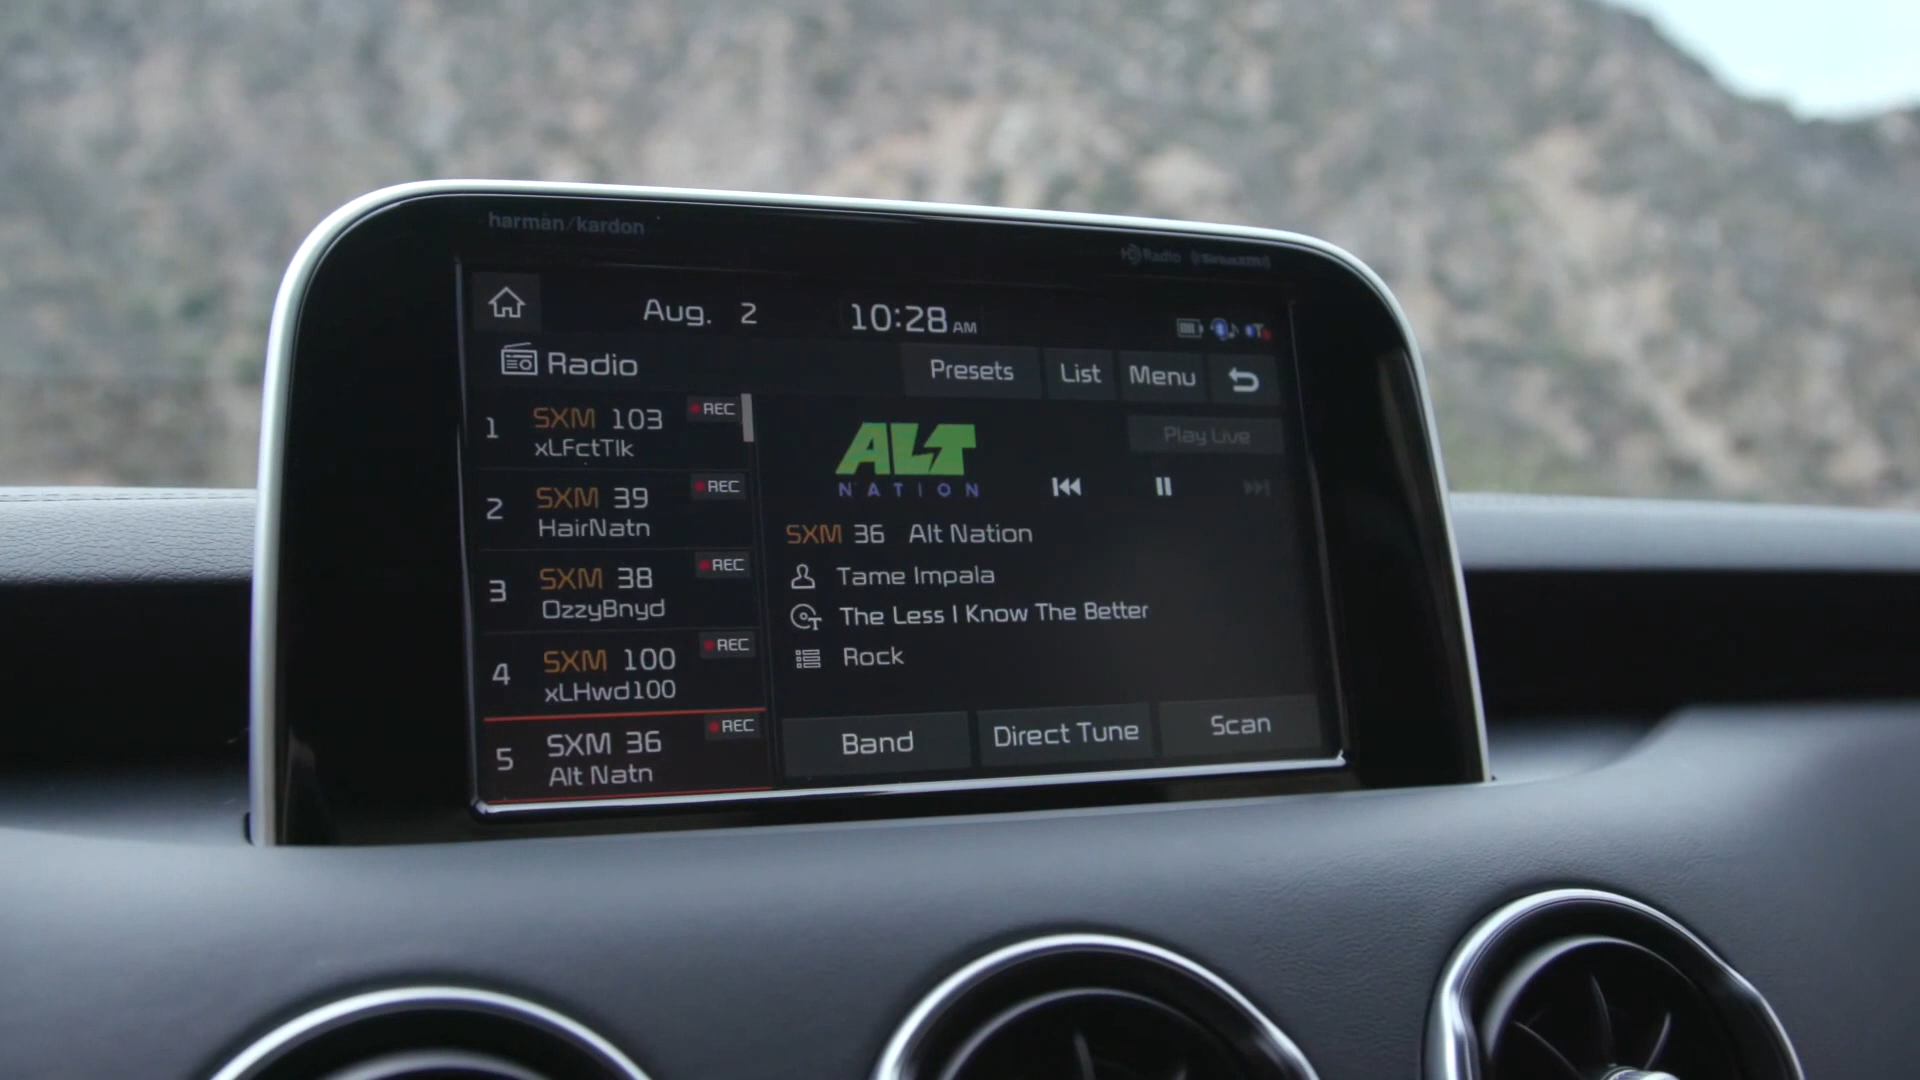 harman/kardon
HD Radio SiriusXM
Aug. 2 10:28 AM
Radio Presets List Menu
1 SXM 103 REC
xLFctTlk
2 SXM 39 REC
HairNatn
3 SXM 38 REC
OzzyBnyd
4 SXM 100 REC
xLHwd100
5 SXM 36 REC
Alt Natn
ALT
NATION
Play Live
SXM 36 Alt Nation
Tame Impala
The Less I Know The Better
Rock
Band Direct Tune Scan